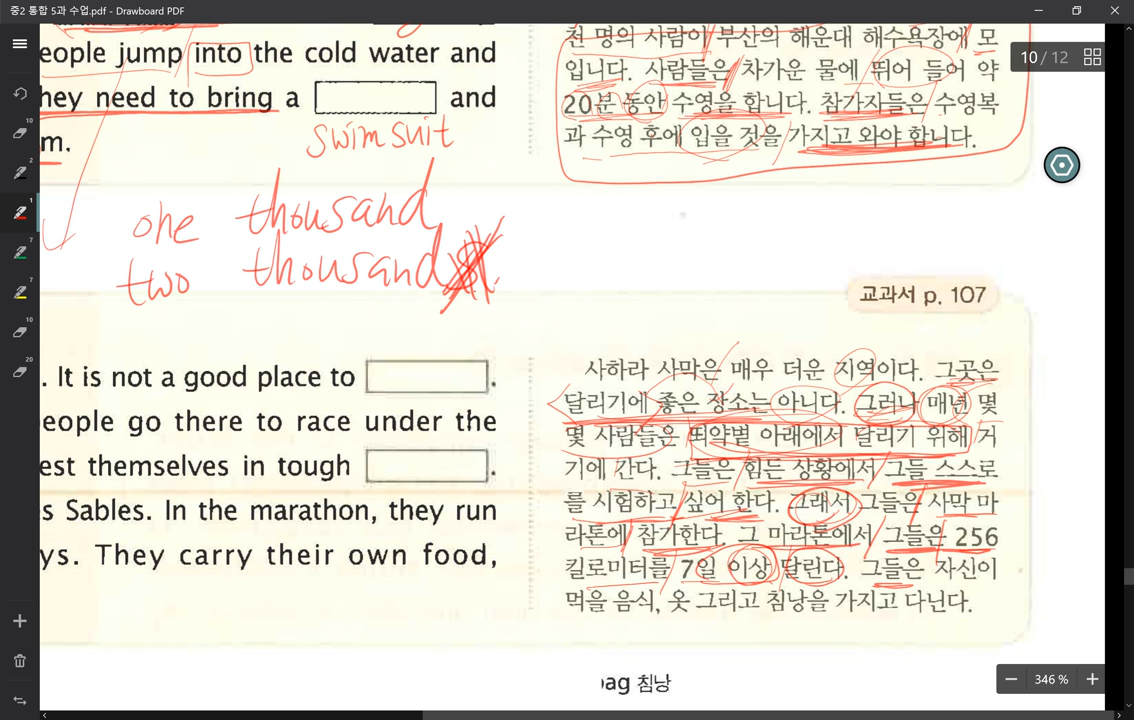 중2 통합 5과 수업.pdf - Drawboard PDF
10 / 12
eople jump into the cold water and
hey need to bring a and
m.
swimsuit
one thousand
two thousand
천 명의 사람이 부산의 해운대 해수욕장에 모
입니다. 사람들은 차가운 물에 뛰어 들어 약
20분 동안 수영을 합니다. 참가자들은 수영복
과 수영 후에 입을 것을 가지고 와야 합니다.
교과서 p. 107
. It is not a good place to .
eople go there to race under the
est themselves in tough .
s Sables. In the marathon, they run
ys. They carry their own food,
사하라 사막은 매우 더운 지역이다. 그곳은
달리기에 좋은 장소는 아니다. 그러나 매년 몇
몇 사람들은 뙤약볕 아래에서 달리기 위해 거
기에 간다. 그들은 힘든 상황에서 그들 스스로
를 시험하고 싶어 한다. 그래서 그들은 사막 마
라톤에 참가한다. 그 마라톤에서 그들은 256
킬로미터를 7일 이상 달린다. 그들은 자신이
먹을 음식, 옷 그리고 침낭을 가지고 다닌다.
bag 침낭
10
2
1
7
7
10
20
346 %